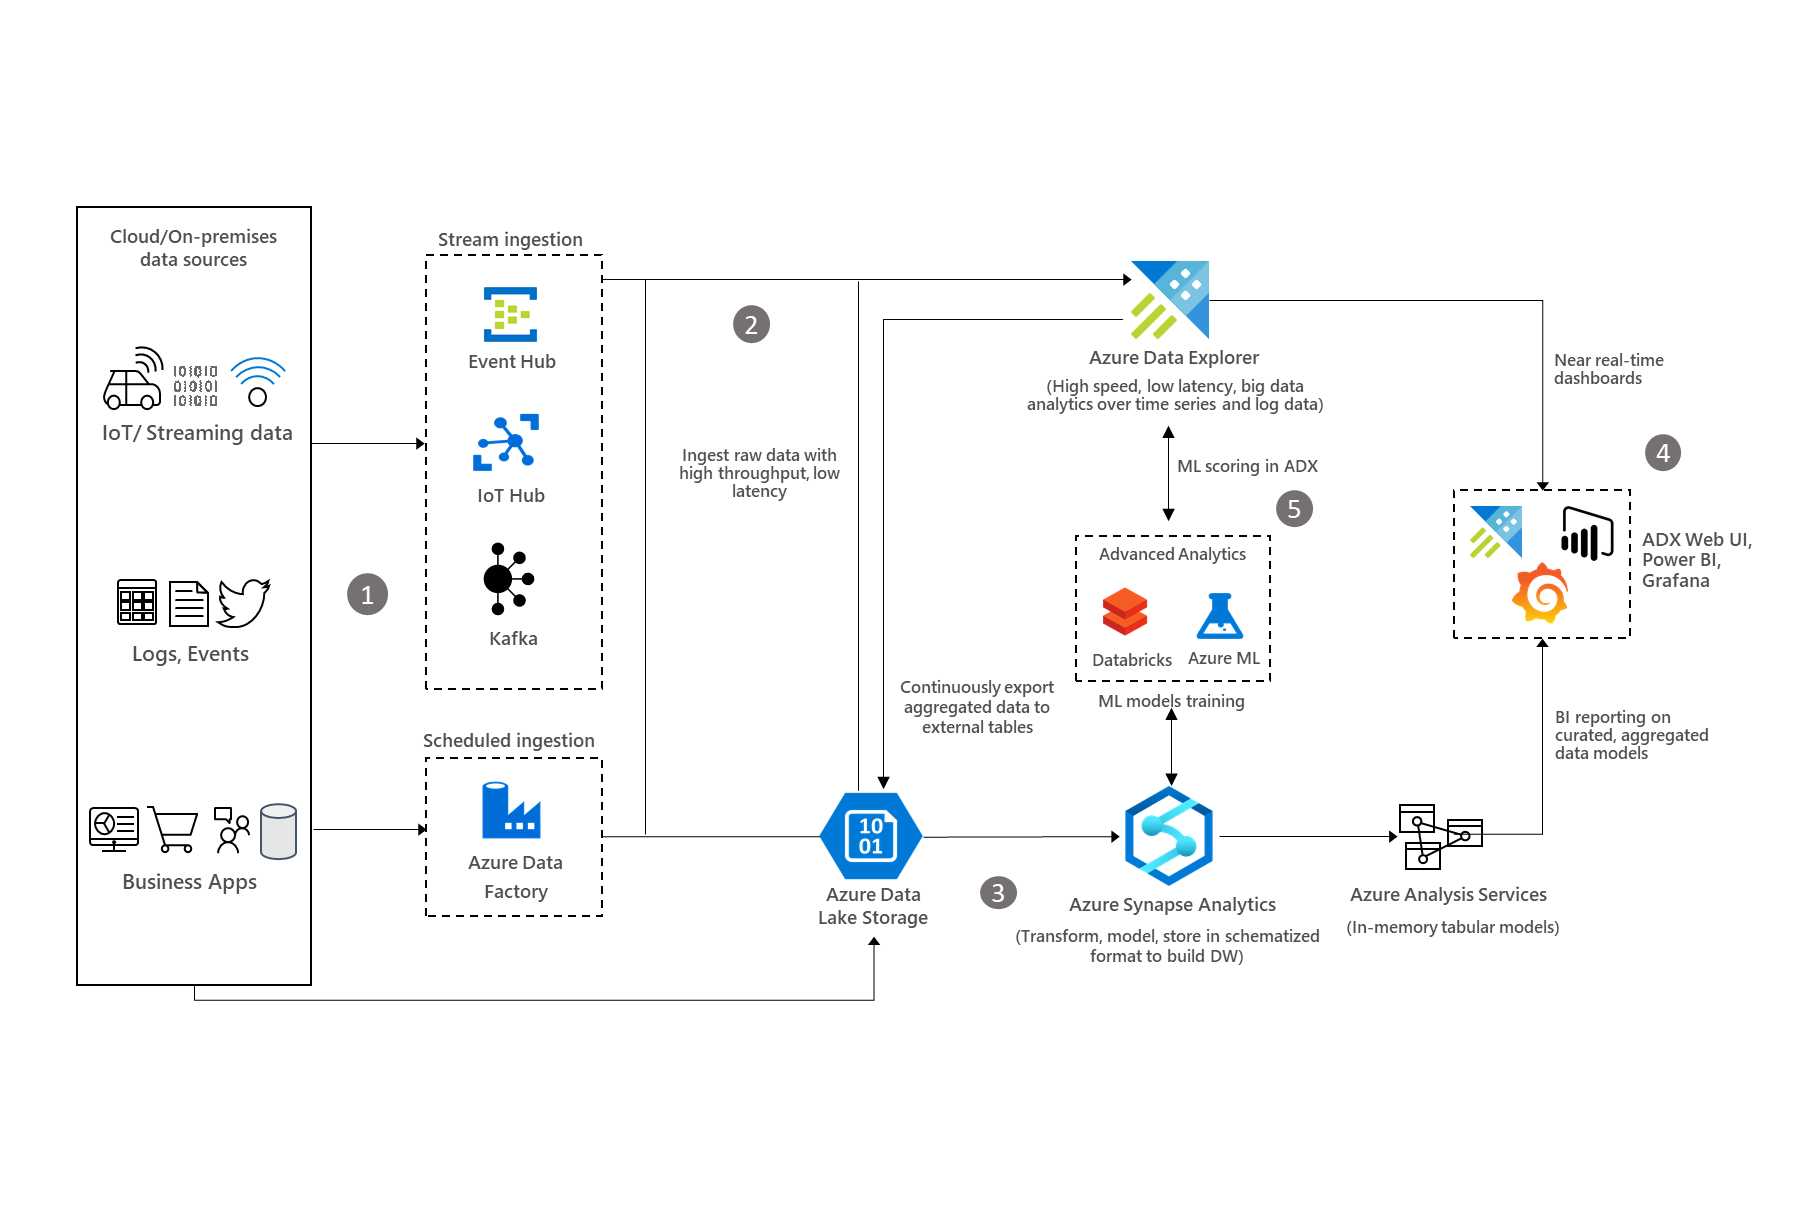 Cloud/On-premises
data sources
IoT/ Streaming data
Logs, Events
Business Apps
1
Stream ingestion
Event Hub
IoT Hub
Kafka
Scheduled ingestion
Azure Data
Factory
2
Ingest raw data with
high throughput, low
latency
Continuously export
aggregated data to
external tables
10
01
Azure Data
Lake Storage
3
Azure Data Explorer
(High speed, low latency, big data
analytics over time series and log data)
ML scoring in ADX
5
Advanced Analytics
Databricks
Azure ML
ML models training
Azure Synapse Analytics
(Transform, model, store in schematized
format to build DW)
Azure Analysis Services
(In-memory tabular models)
Near real-time
dashboards
4
ADX Web UI,
Power BI,
Grafana
BI reporting on
curated, aggregated
data models